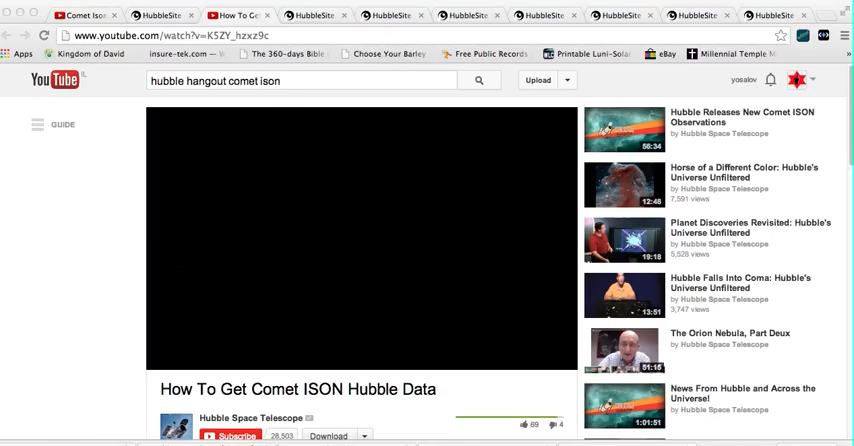 Comet Ison
HubbleSite
How To Get
HubbleSite
HubbleSite
HubbleSite
HubbleSite
HubbleSite
HubbleSite
www.youtube.com/watch?v=K5ZY_hzxz9c
Apps
Kingdom of David
insure-tek.com —
The 360-days Bible
Choose Your Barley
Free Public Records
Printable Luni-Solar
eBay
Millennial Temple M
YouTube IL
hubble hangout comet ison
Upload
yosalov
GUIDE
Hubble Releases New Comet ISON
Observations
by Hubble Space Telescope
56:34
Horse of a Different Color: Hubble's
Universe Unfiltered
by Hubble Space Telescope
7,591 views
12:48
Planet Discoveries Revisited: Hubble's
Universe Unfiltered
by Hubble Space Telescope
5,528 views
19:18
Hubble Falls Into Coma: Hubble's
Universe Unfiltered
by Hubble Space Telescope
3,747 views
13:51
The Orion Nebula, Part Deux
by Hubble Space Telescope
51:15
News From Hubble and Across the
Universe!
by Hubble Space Telescope
1:01:51
How To Get Comet ISON Hubble Data
Hubble Space Telescope
Subscribe
28,503
Download
69
4